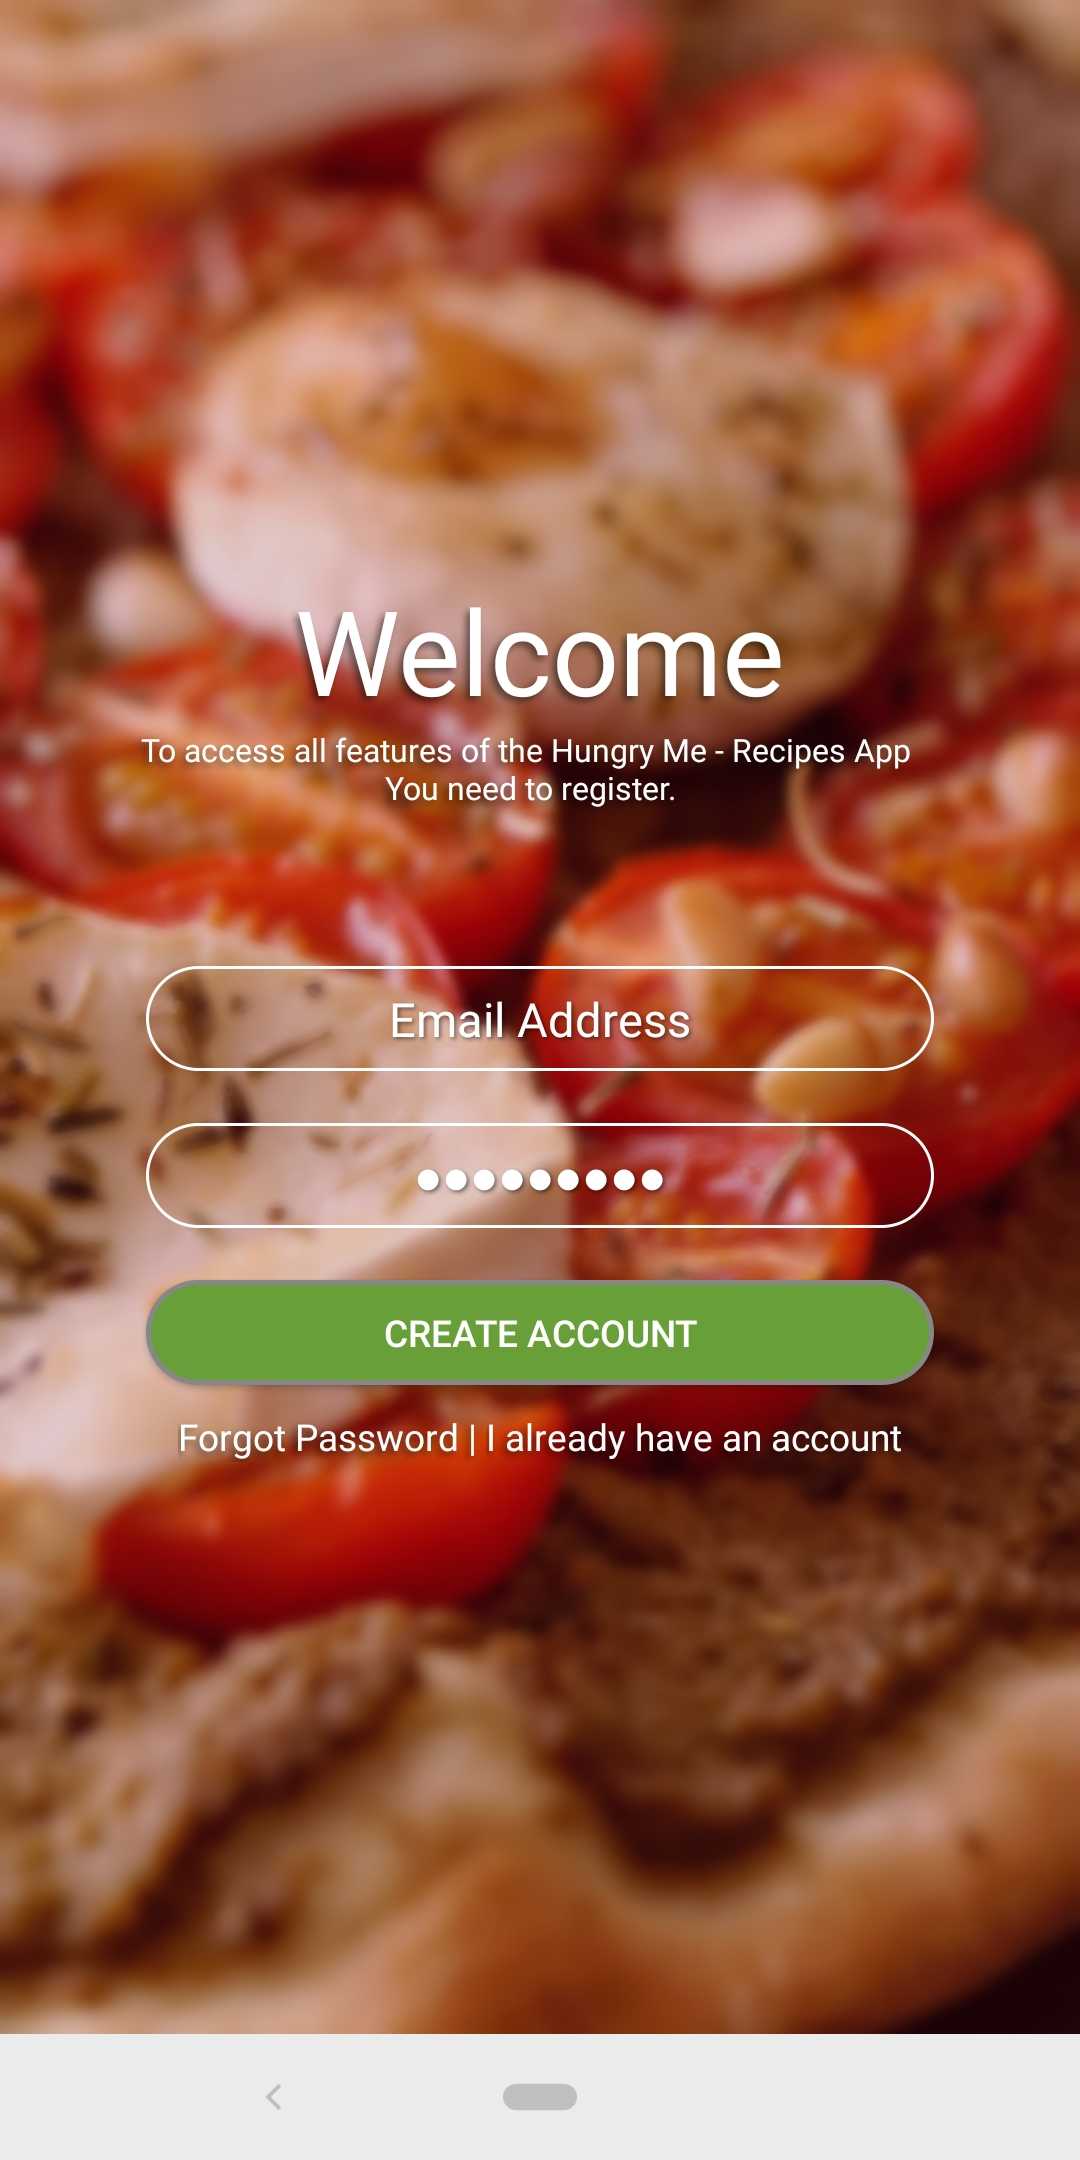 Welcome
To access all features of the Hungry Me - Recipes App
You need to register.
Email Address
•••••••••
CREATE ACCOUNT
Forgot Password | I already have an account